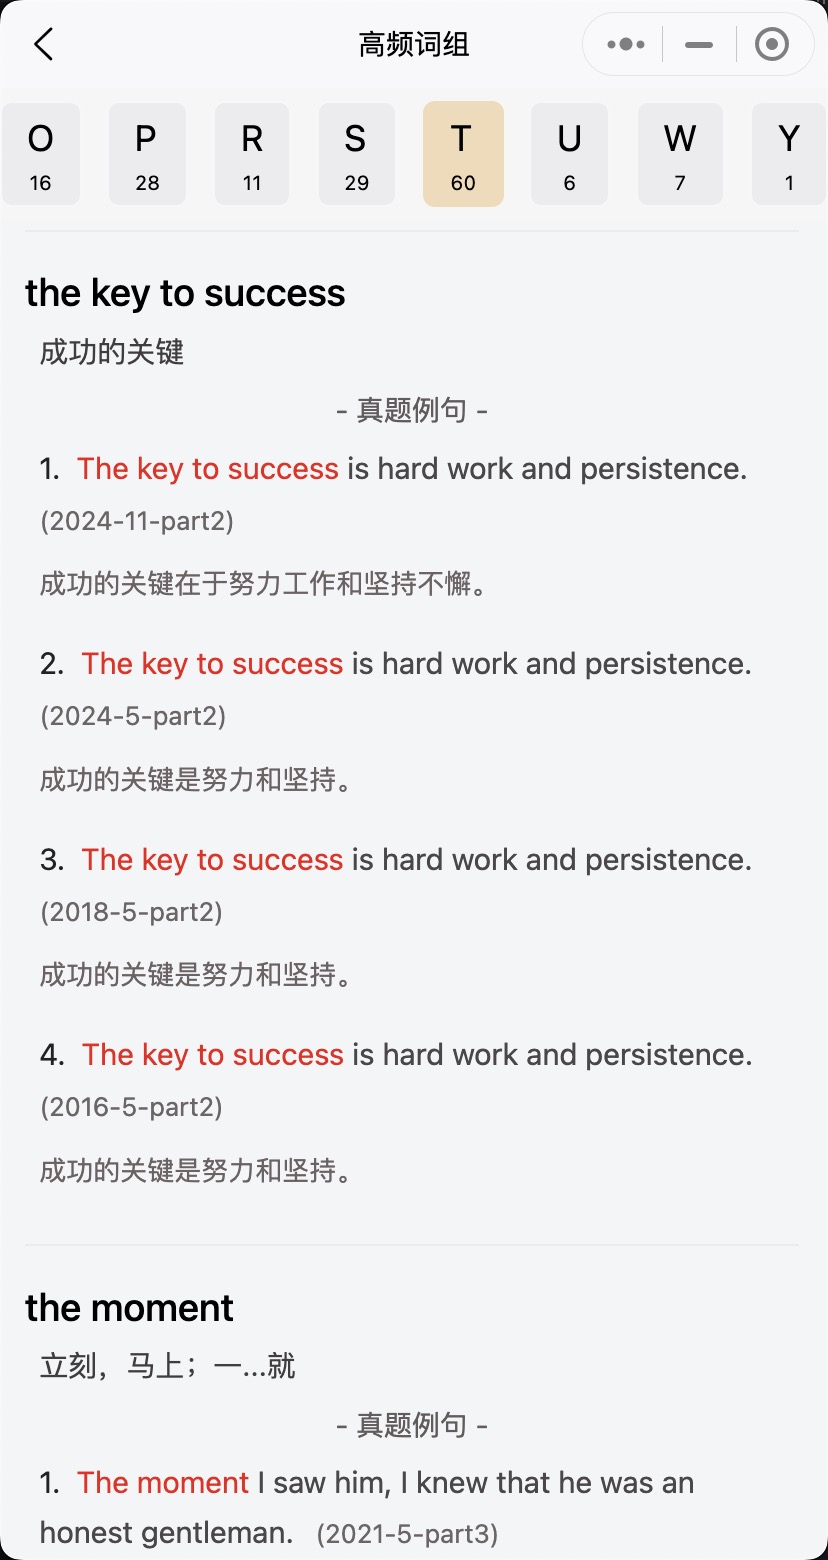 高频词组
O P R S T U W Y
16 28 11 29 60 6 7 1
the key to success
成功的关键
- 真题例句 -
1. The key to success is hard work and persistence.
(2024-11-part2)
成功的关键在于努力工作和坚持不懈。
2. The key to success is hard work and persistence.
(2024-5-part2)
成功的关键是努力和坚持。
3. The key to success is hard work and persistence.
(2018-5-part2)
成功的关键是努力和坚持。
4. The key to success is hard work and persistence.
(2016-5-part2)
成功的关键是努力和坚持。
the moment
立刻，马上；一...就
- 真题例句 -
1. The moment I saw him, I knew that he was an
honest gentleman. (2021-5-part3)